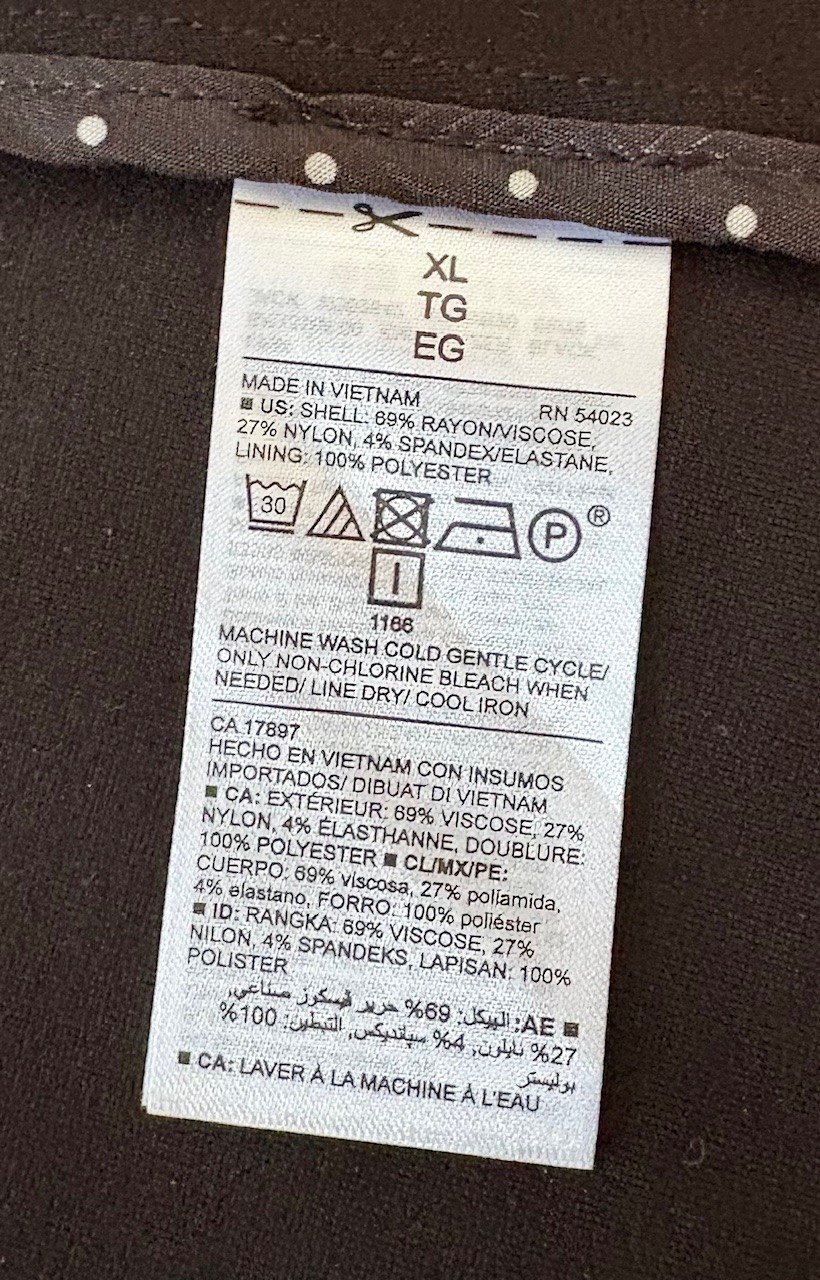 XL
TG
EG
MADE IN VIETNAM
RN 54023
US: SHELL: 69% RAYON/VISCOSE,
27% NYLON, 4% SPANDEX/ELASTANE,
LINING: 100% POLYESTER
30
P
®
1166
MACHINE WASH COLD GENTLE CYCLE/
ONLY NON-CHLORINE BLEACH WHEN
NEEDED/ LINE DRY/ COOL IRON
CA 17897
HECHO EN VIETNAM CON INSUMOS
IMPORTADOS/ DIBUAT DI VIETNAM
■ CA: EXTÉRIEUR: 69% VISCOSE, 27%
NYLON, 4% ÉLASTHANNE, DOUBLURE:
100% POLYESTER ■ CL/MX/PE:
CUERPO: 69% viscosa, 27% poliamida,
4% elastano, FORRO: 100% poliéster
■ ID: RANGKA: 69% VISCOSE, 27%
NILON, 4% SPANDEKS, LAPISAN: 100%
POLISTER
■ AE: الهيكل: 69% حرير فيسكوز صناعي,
27% نايلون, 4% سباندیکس, التبطين: 100%
بوليستر
■ CA: LAVER À LA MACHINE À L'EAU